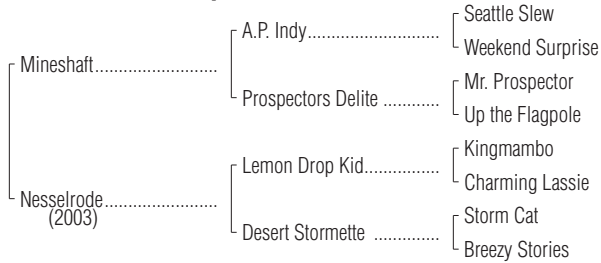 Seattle Slew
A.P. Indy..............................
Weekend Surprise
Mineshaft...........................
Mr. Prospector
Prospectors Delite ............
Up the Flagpole
Kingmambo
Lemon Drop Kid.................
Charming Lassie
Nesselrode.........................
(2003)
Storm Cat
Desert Stormette ..............
Breezy Stories